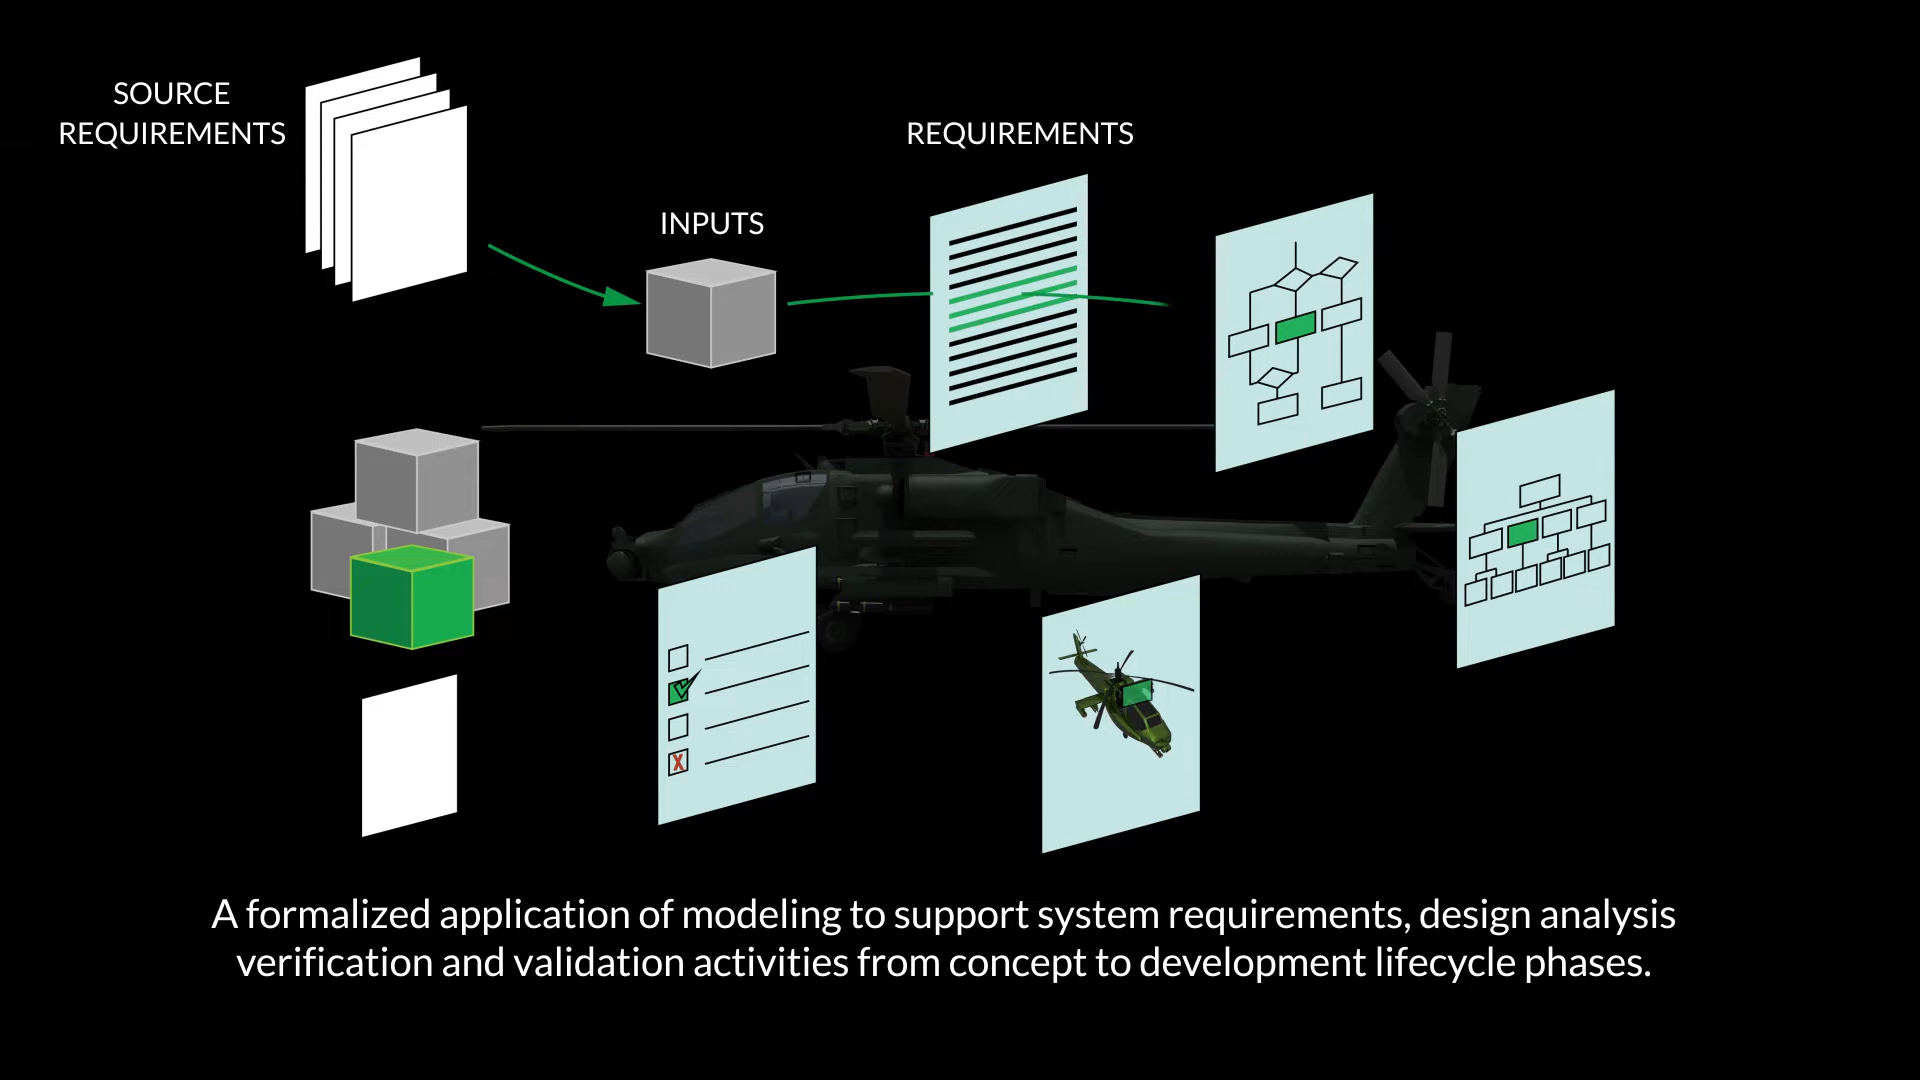 SOURCE
REQUIREMENTS
REQUIREMENTS
INPUTS
X
A formalized application of modeling to support system requirements, design analysis
verification and validation activities from concept to development lifecycle phases.